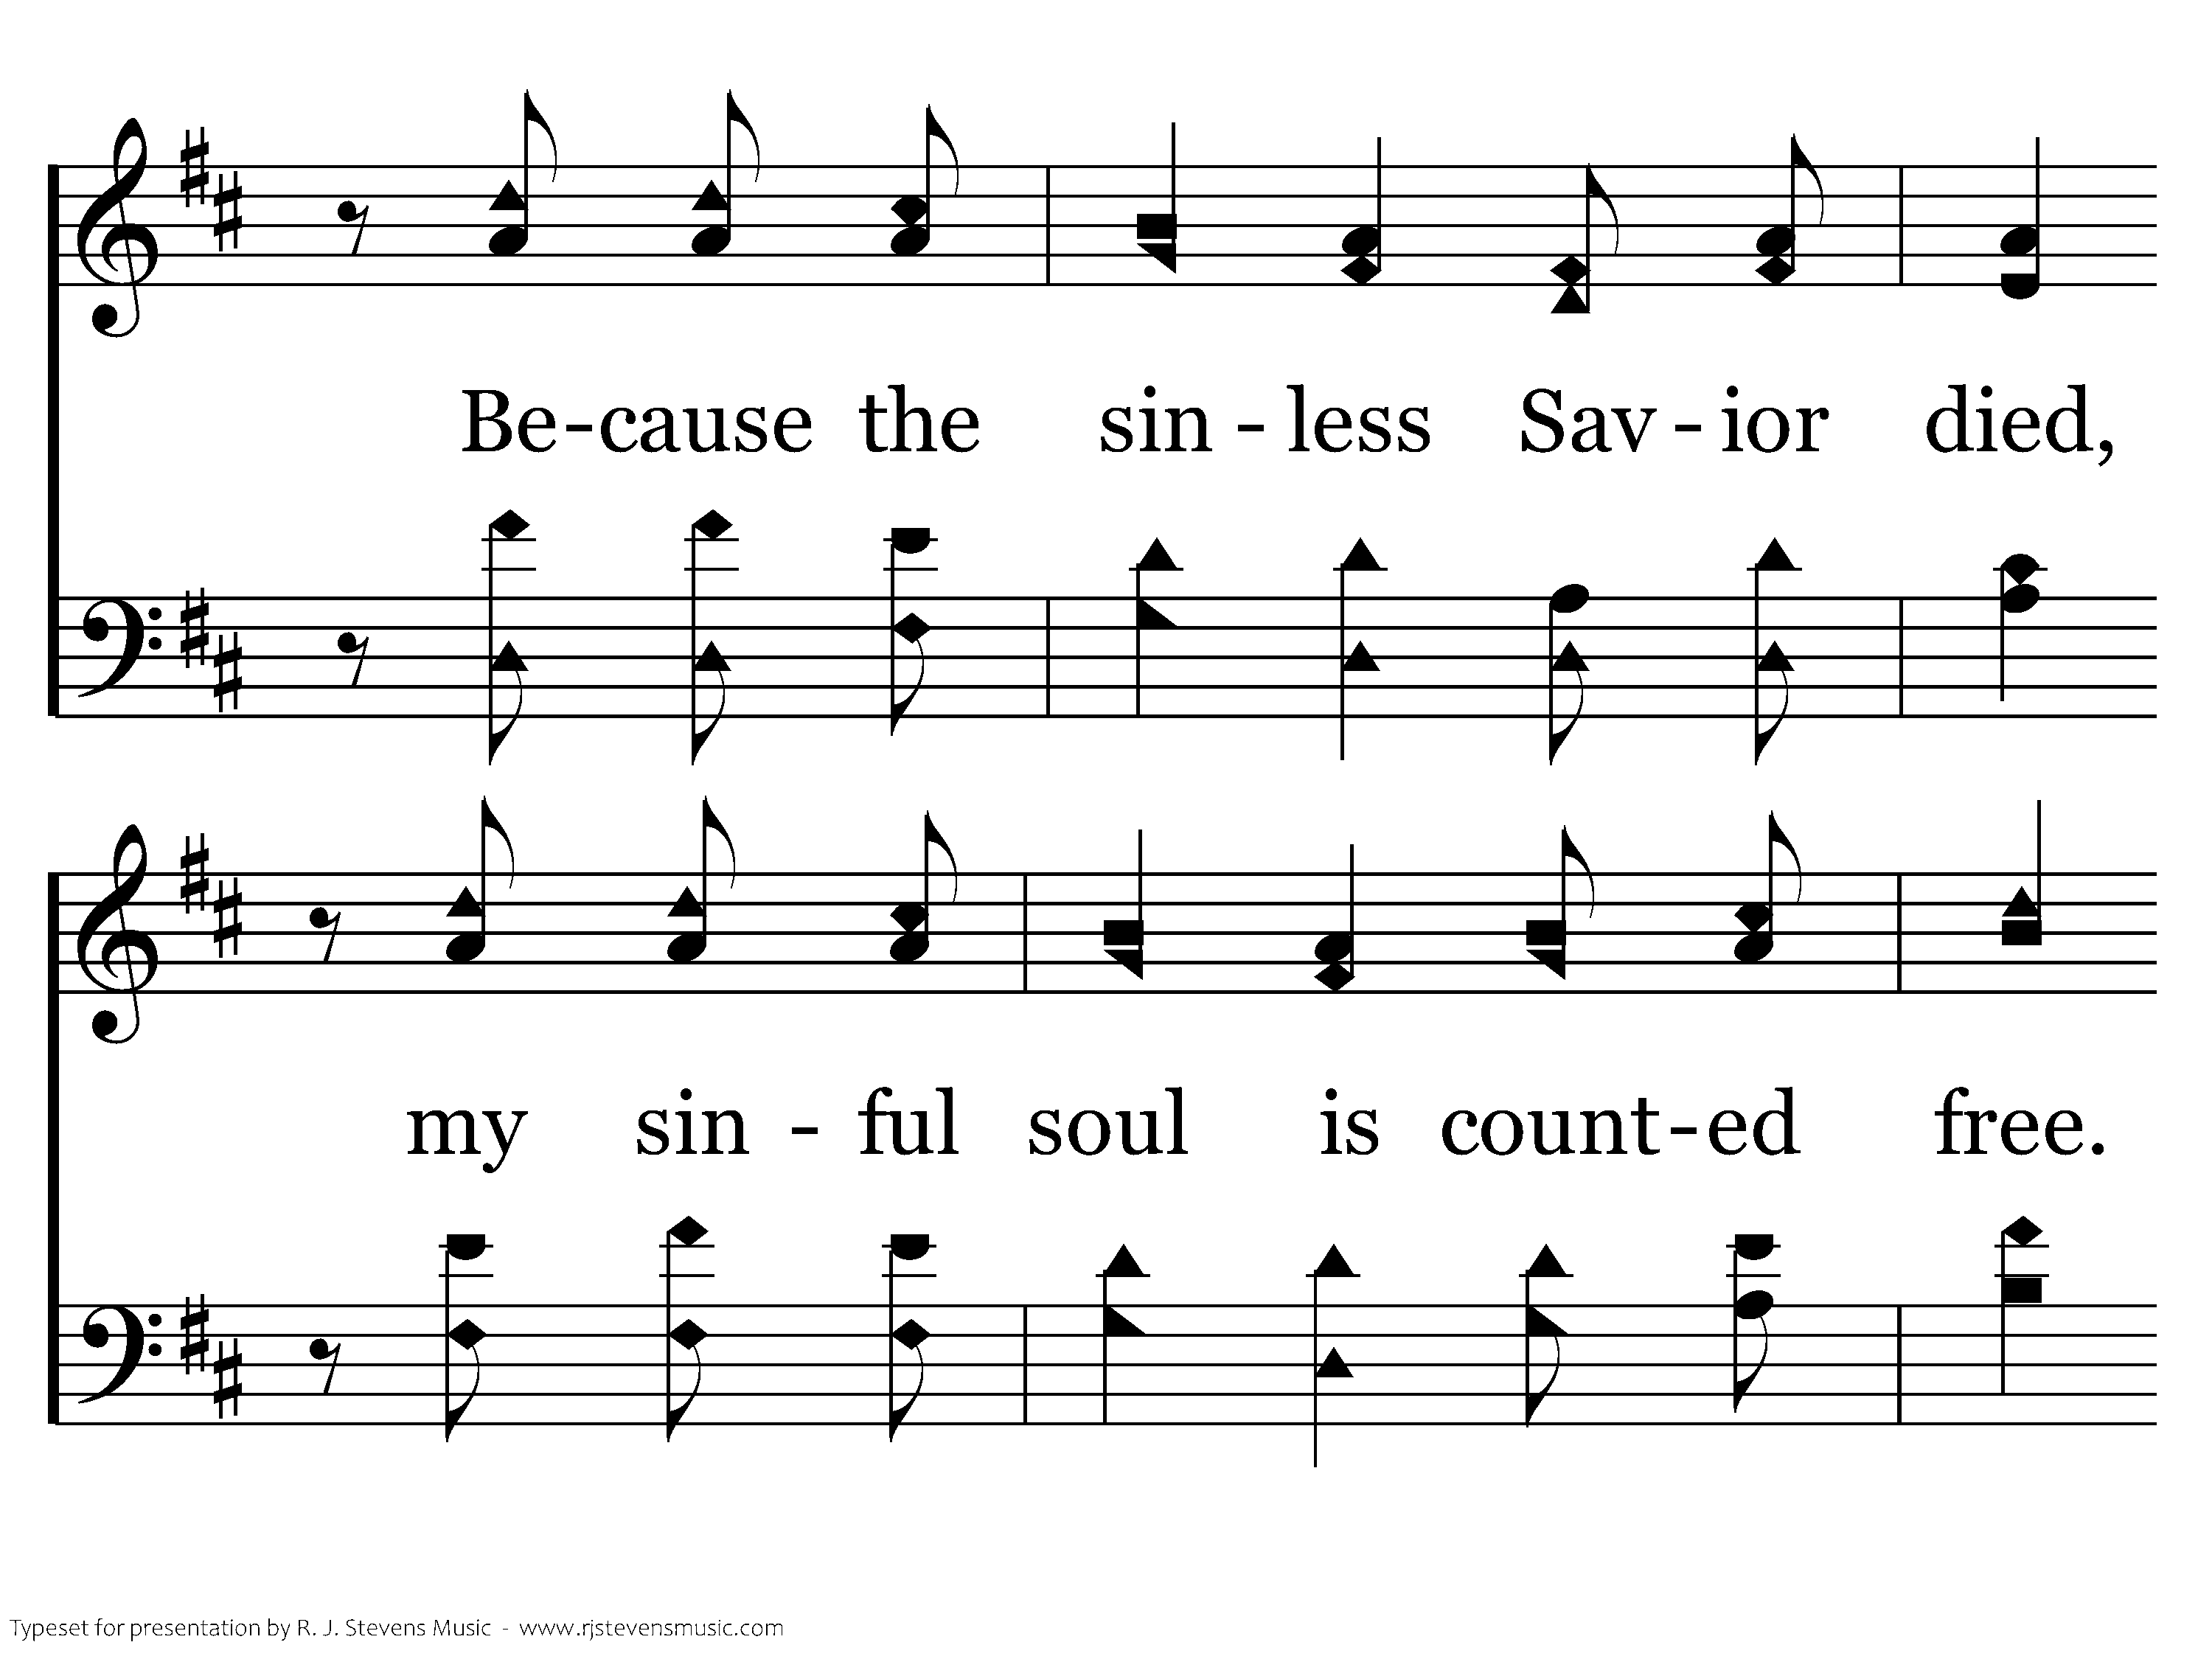 Be-cause the sin - less Sav - ior died,
my sin - ful soul is count-ed free.
Typeset for presentation by R. J. Stevens Music - www.rjstevensmusic.com